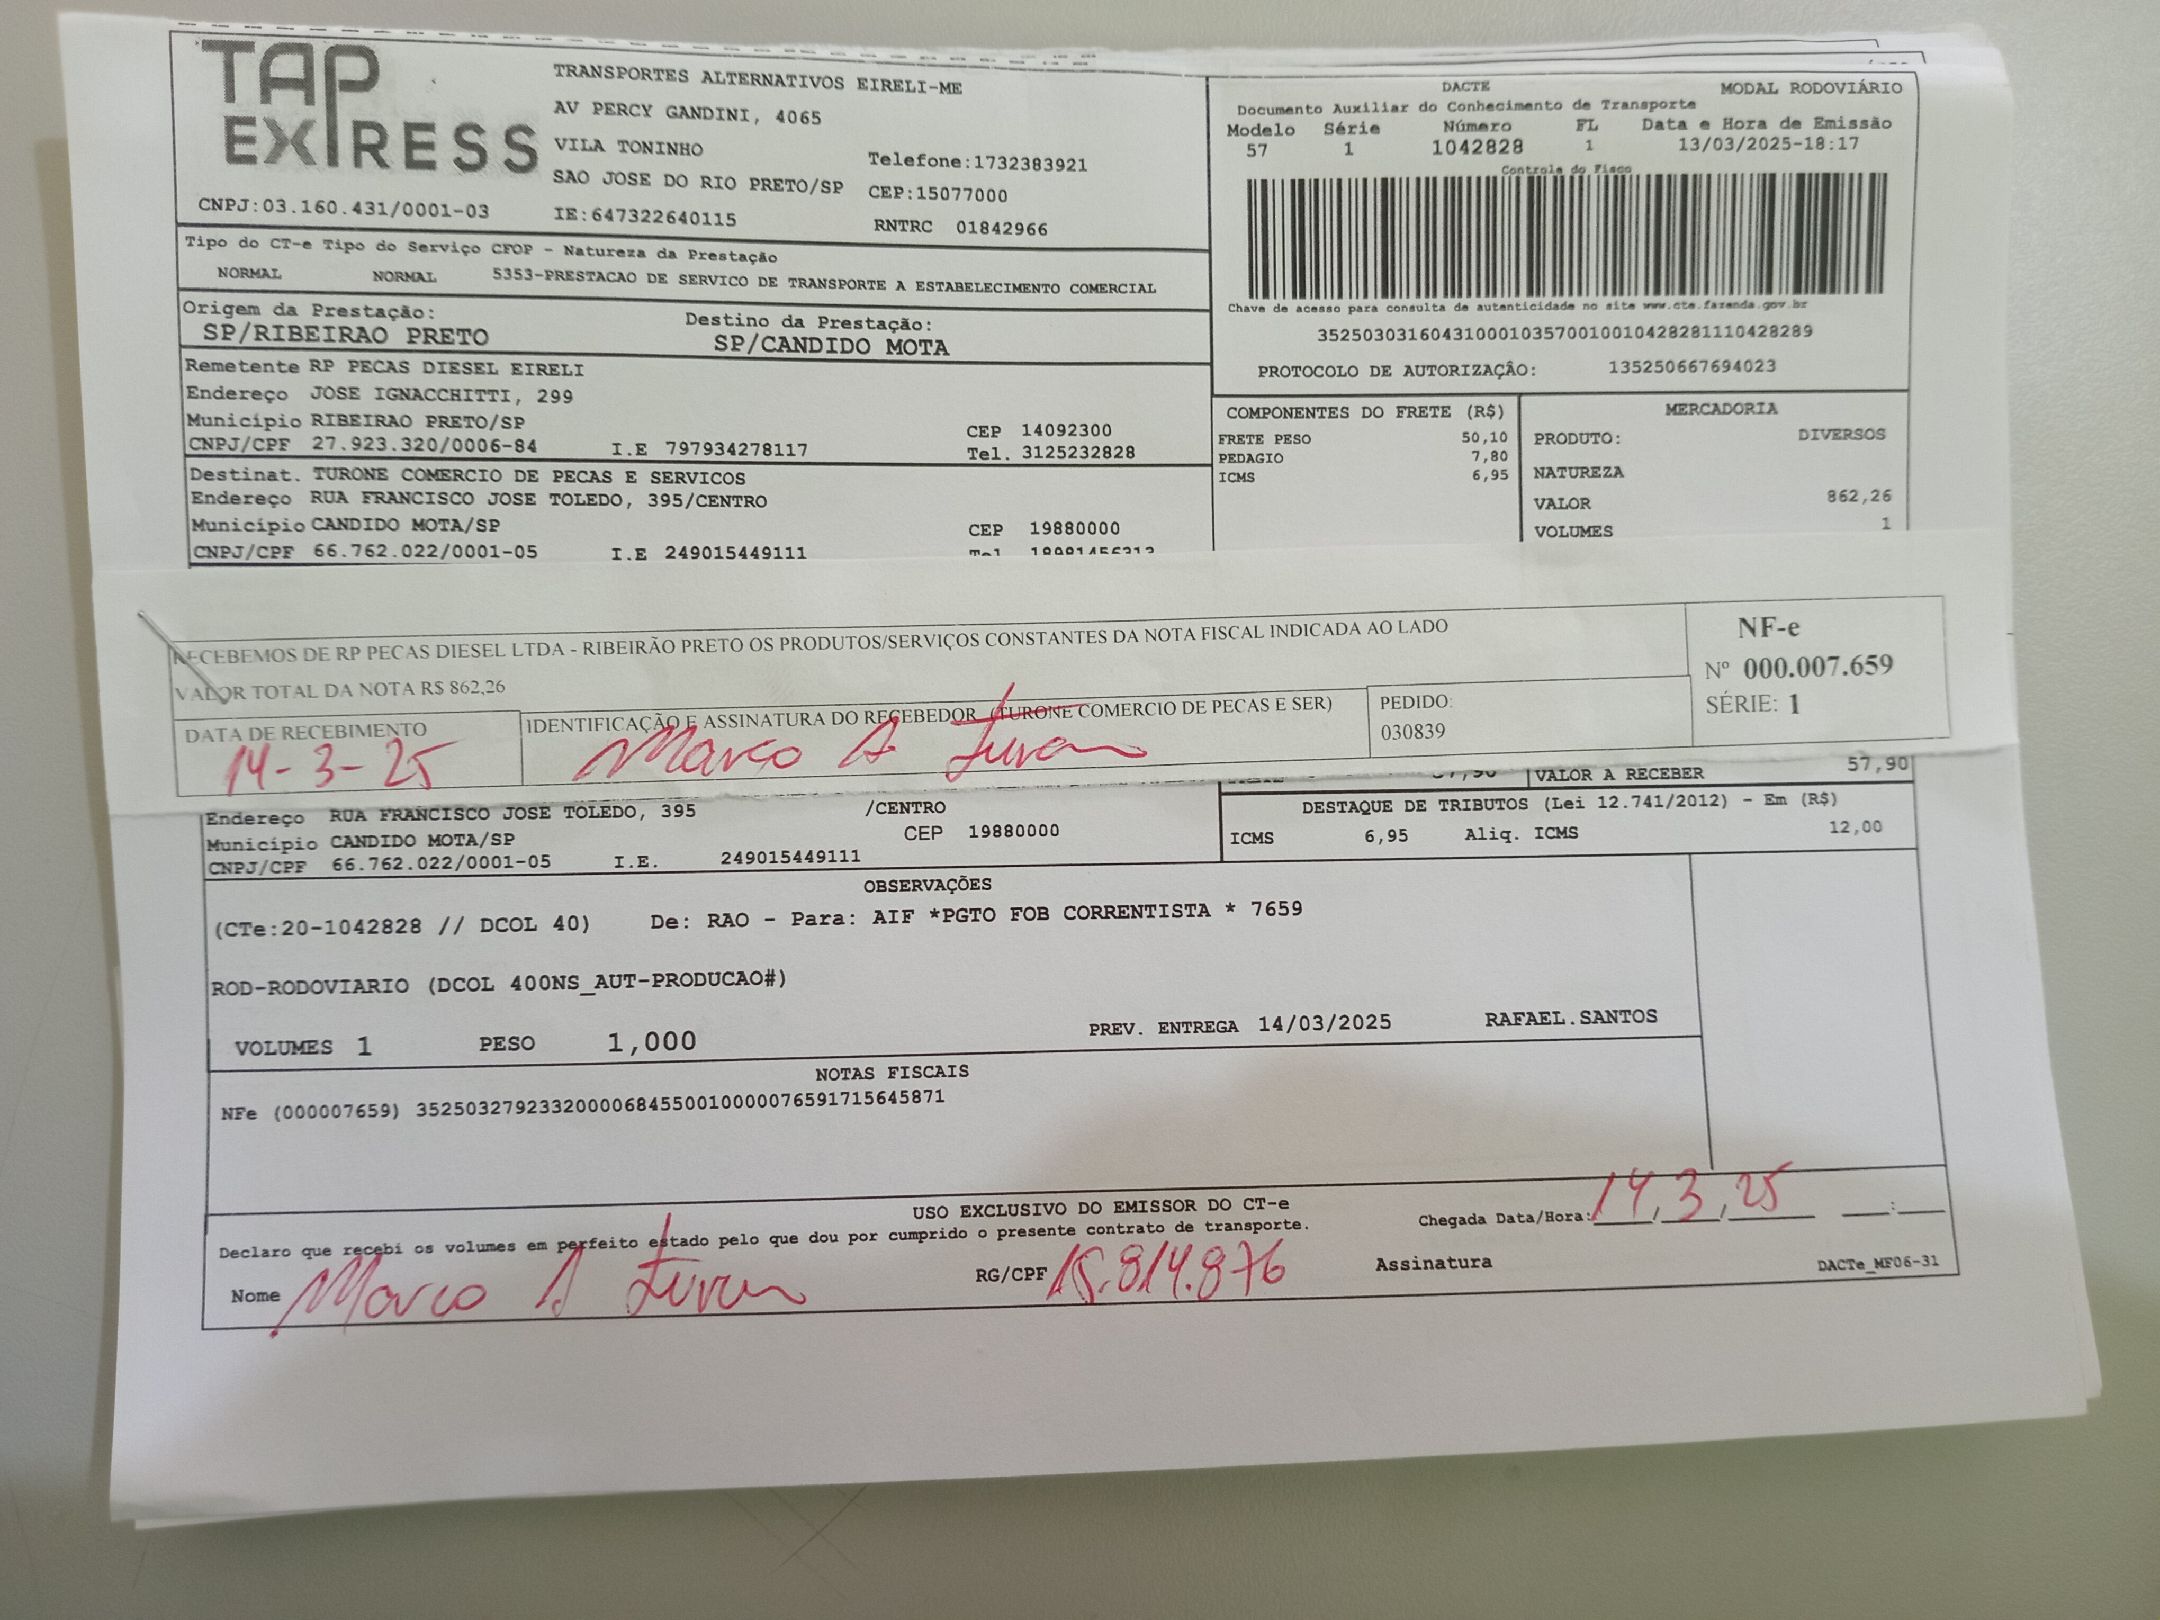 TAP EXPRESS
TRANSPORTES ALTERNATIVOS EIRELI-ME
AV PERCY GANDINI, 4065
VILA TONINHO
Telefone:1732383921
SAO JOSE DO RIO PRETO/SP CEP:15077000
CNPJ:03.160.431/0001-03 IE:647322640115 RNTRC 01842966
DACTE MODAL RODOVIÁRIO
Documento Auxiliar do Conhecimento de Transporte
Modelo Série Número FL Data e Hora de Emissão
57 1 1042828 1 13/03/2025-18:17
Controle do Fisco
Chave de acesso para consulta de autenticidade no site www.cte.fazenda.gov.br
35250303160431000103570010010428281110428289
PROTOCOLO DE AUTORIZAÇÃO: 135250667694023
Tipo do CT-e Tipo do Serviço CFOP - Natureza da Prestação
NORMAL NORMAL 5353-PRESTACAO DE SERVICO DE TRANSPORTE A ESTABELECIMENTO COMERCIAL
Origem da Prestação: Destino da Prestação:
SP/RIBEIRAO PRETO SP/CANDIDO MOTA
Remetente RP PECAS DIESEL EIRELI
Endereço JOSE IGNACCHITTI, 299
Município RIBEIRAO PRETO/SP CEP 14092300
CNPJ/CPF 27.923.320/0006-84 I.E 797934278117 Tel. 3125232828
Destinat. TURONE COMERCIO DE PECAS E SERVICOS
Endereço RUA FRANCISCO JOSE TOLEDO, 395/CENTRO
Município CANDIDO MOTA/SP CEP 19880000
CNPJ/CPF 66.762.022/0001-05 I.E 249015449111 Tel
COMPONENTES DO FRETE (R$)
FRETE PESO 50,10
PEDAGIO 7,80
ICMS 6,95
MERCADORIA
PRODUTO: DIVERSOS
NATUREZA
VALOR 862,26
VOLUMES 1
RECEBEMOS DE RP PECAS DIESEL LTDA - RIBEIRÃO PRETO OS PRODUTOS/SERVIÇOS CONSTANTES DA NOTA FISCAL INDICADA AO LADO
VALOR TOTAL DA NOTA R$ 862,26
DATA DE RECEBIMENTO
14-3-25
IDENTIFICAÇÃO E ASSINATURA DO RECEBEDOR (TURONE COMERCIO DE PECAS E SER)
Marco A
PEDIDO:
030839
NF-e
Nº 000.007.659
SÉRIE: 1
57,90 VALOR A RECEBER 57,90
Endereço RUA FRANCISCO JOSE TOLEDO, 395 /CENTRO
Município CANDIDO MOTA/SP CEP 19880000
CNPJ/CPF 66.762.022/0001-05 I.E. 249015449111
DESTAQUE DE TRIBUTOS (Lei 12.741/2012) - Em (R$)
ICMS 6,95 Aliq. ICMS 12,00
OBSERVAÇÕES
(CTe:20-1042828 // DCOL 40) De: RAO - Para: AIF *PGTO FOB CORRENTISTA * 7659
ROD-RODOVIARIO (DCOL 400NS_AUT-PRODUCAO#)
VOLUMES 1 PESO 1,000 PREV. ENTREGA 14/03/2025 RAFAEL.SANTOS
NOTAS FISCAIS
NFe (000007659) 35250327923320000684550010000076591715645871
USO EXCLUSIVO DO EMISSOR DO CT-e
Declaro que recebi os volumes em perfeito estado pelo que dou por cumprido o presente contrato de transporte.
Chegada Data/Hora: 14/3/25 :
Nome Marco A RG/CPF 15.814.876 Assinatura DACTe_MF06-31